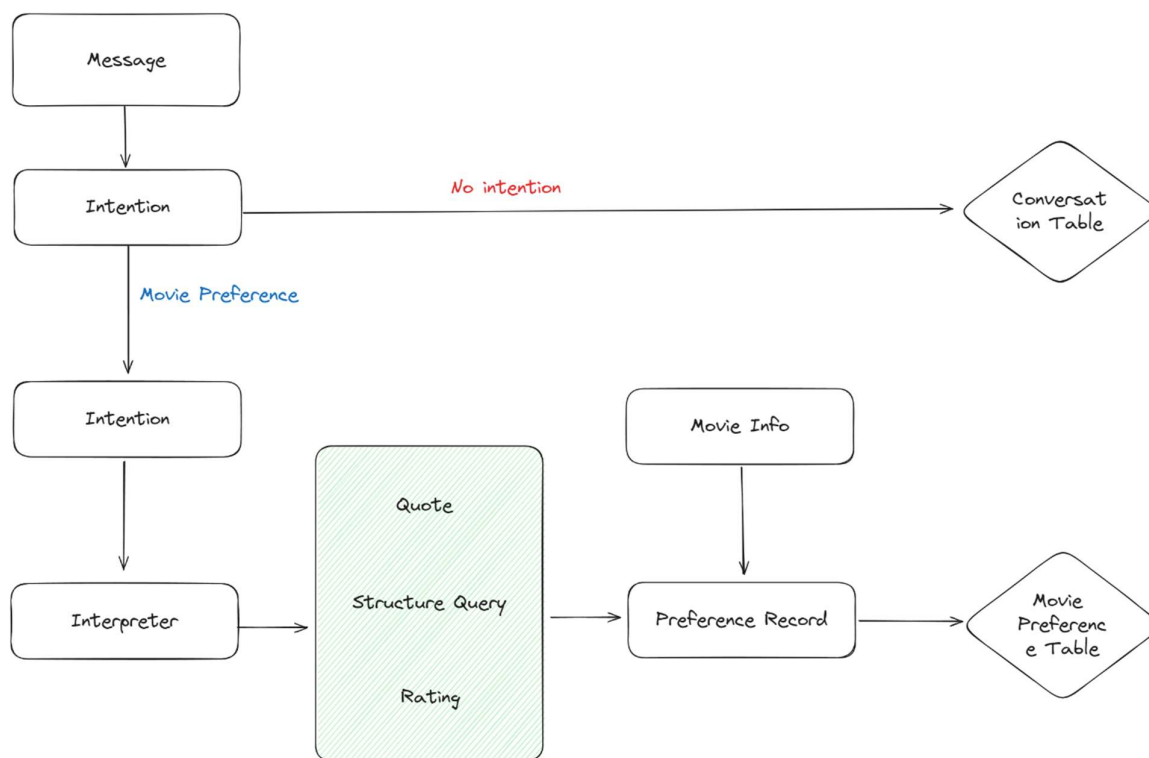 Message
Intention
No intention
Conversat
ion Table
Movie Preference
Intention
Movie Info
Quote
Structure Query
Rating
Interpreter
Preference Record
Movie
Preferenc
e Table